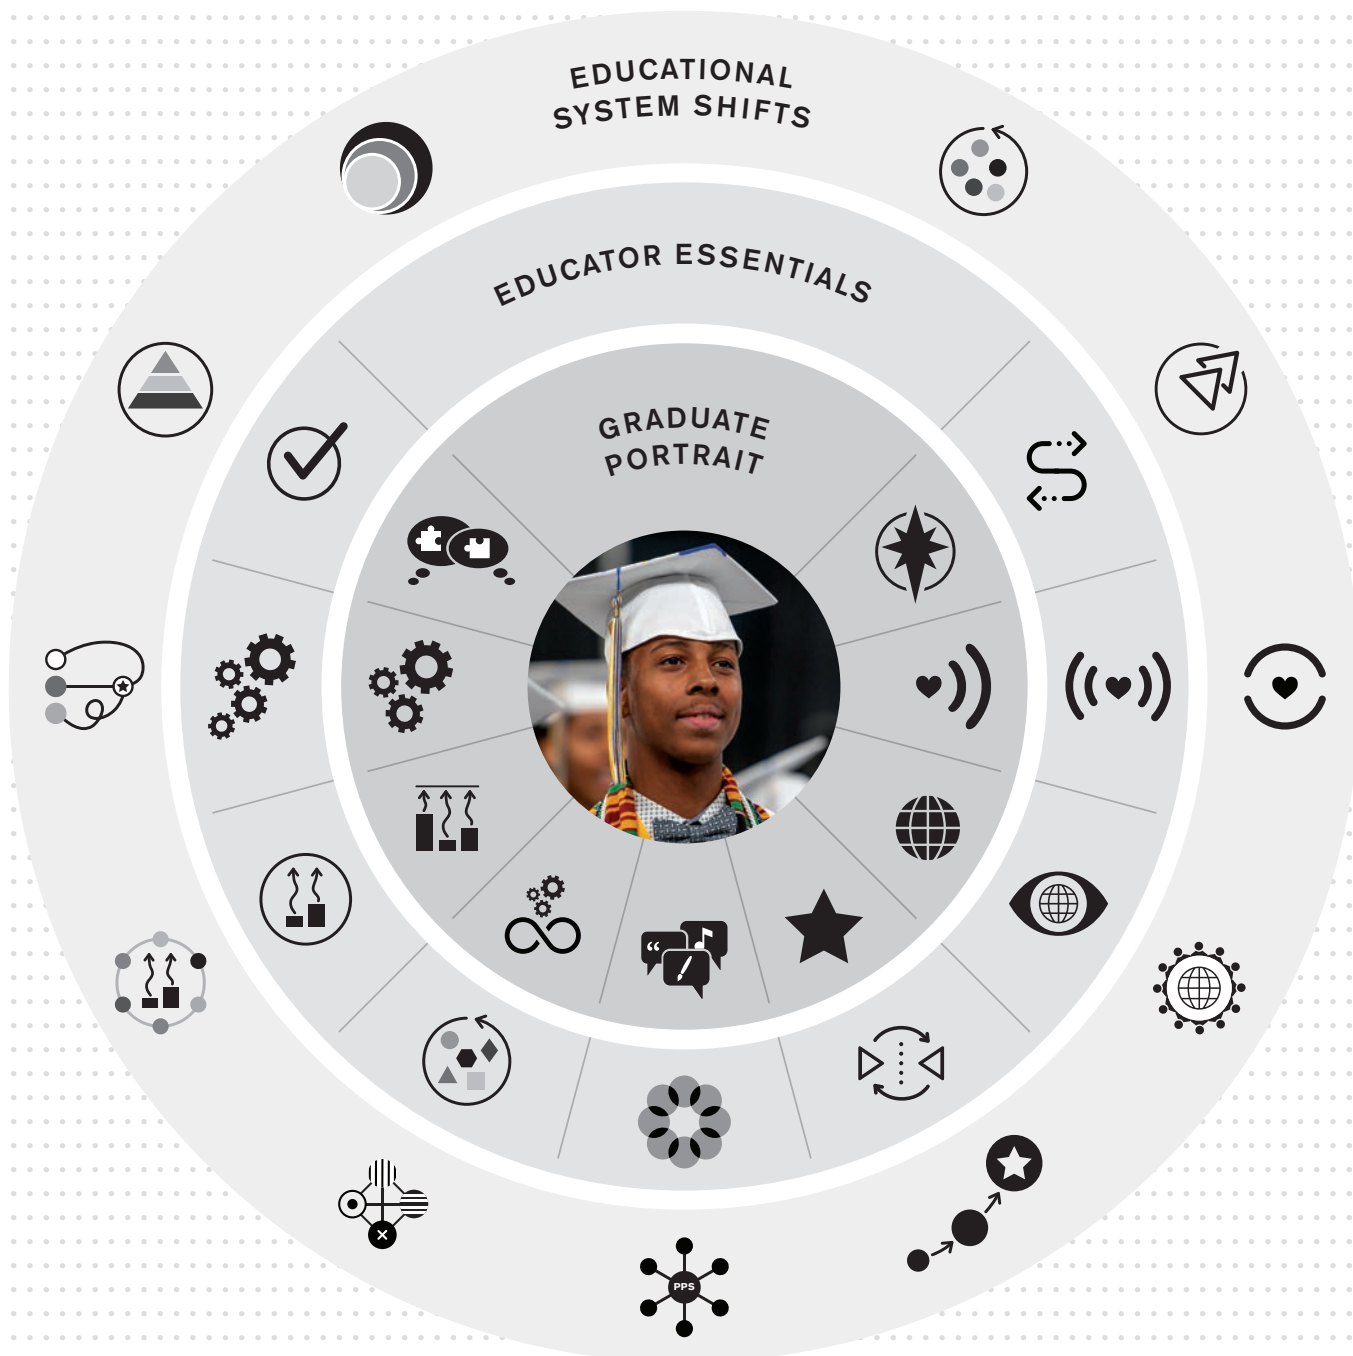 EDUCATIONAL
SYSTEM SHIFTS
EDUCATOR ESSENTIALS
GRADUATE
PORTRAIT
PPS